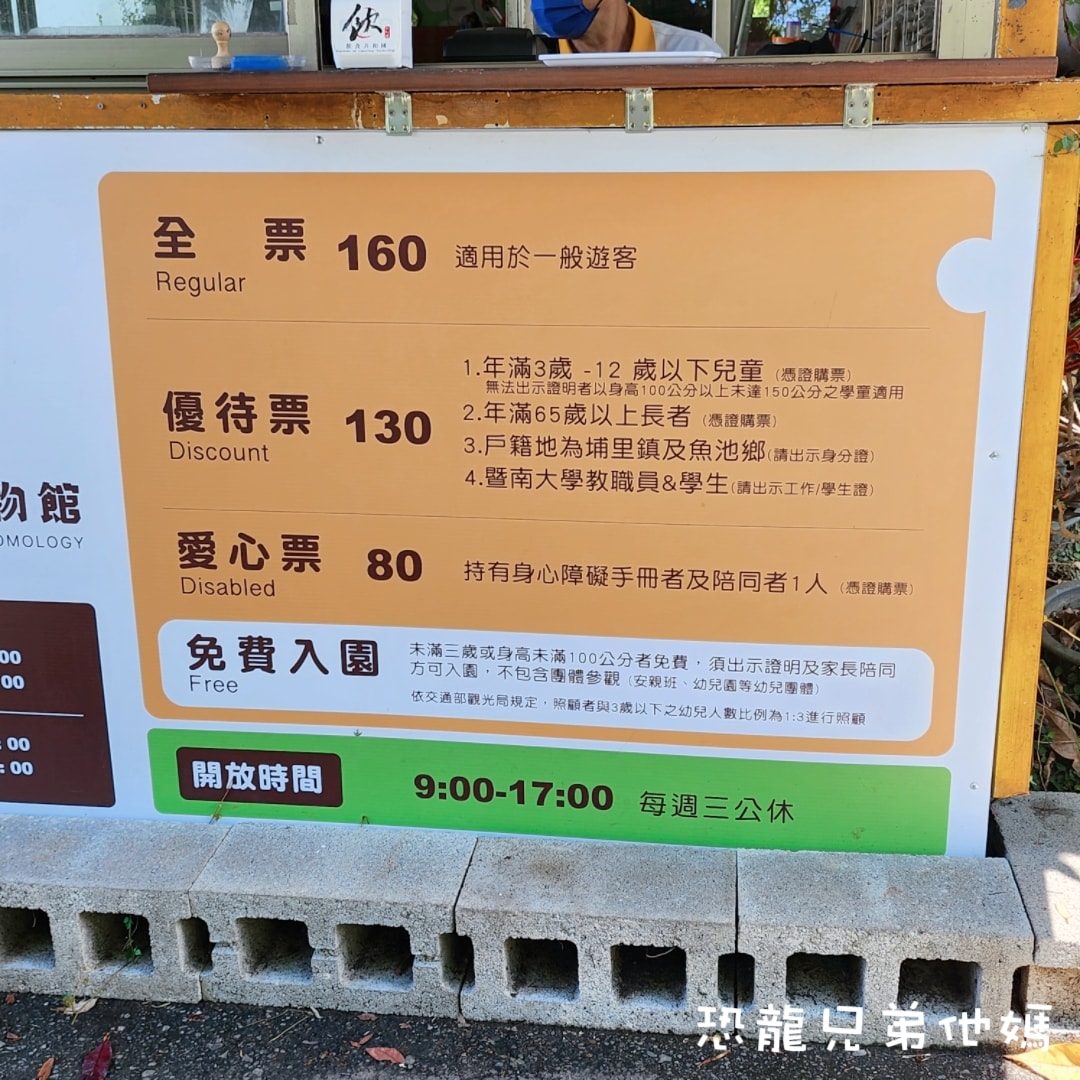 飲
全 票 160 適用於一般遊客
Regular
優待票 130
Discount
1.年滿3歲 -12 歲以下兒童 (憑證購票)
無法出示證明者以身高100公分以上未達150公分之學童適用
2.年滿65歲以上長者 (憑證購票)
3.戶籍地為埔里鎮及魚池鄉(請出示身分證)
4.暨南大學教職員&學生(請出示工作/學生證)
愛心票 80 持有身心障礙手冊者及陪同者1人 (憑證購票)
Disabled
免費入園
Free
未滿三歲或身高未滿100公分者免費，須出示證明及家長陪同
方可入園，不包含團體參觀 (安親班、幼兒園等幼兒團體)
依交通部觀光局規定，照顧者與3歲以下之幼兒人數比例為1:3進行照顧
開放時間 9:00-17:00 每週三公休
物館
OMOLOGY
00
00
:00
:00
恐龍兄弟他媽